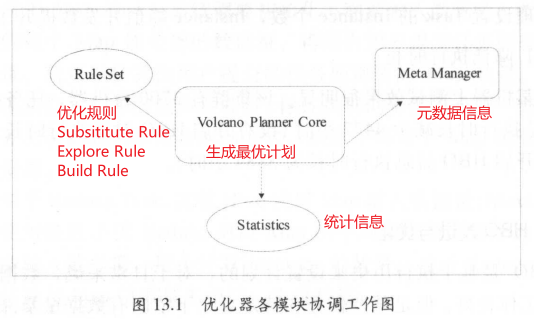 Rule Set
优化规则
Subsititute Rule
Explore Rule
Build Rule
Volcano Planner Core
生成最优计划
Meta Manager
元数据信息
Statistics
统计信息
图 13.1 优化器各模块协调工作图